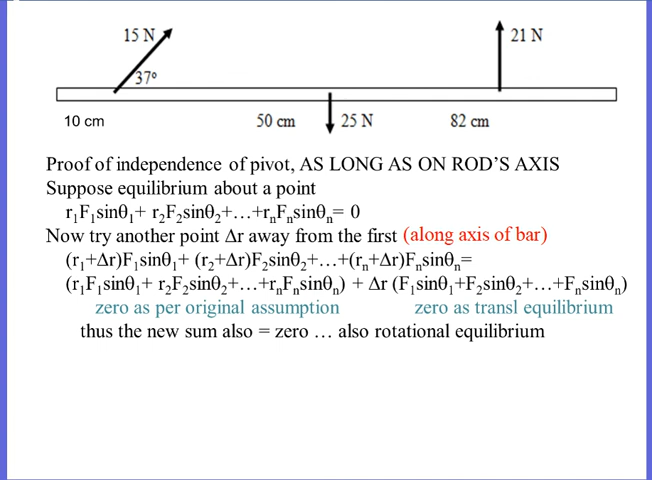 15 N
21 N
37°
10 cm
50 cm
25 N
82 cm
Proof of independence of pivot, AS LONG AS ON ROD'S AXIS
Suppose equilibrium about a point
r₁F₁sinθ₁+ r₂F₂sinθ₂+…+rₙFₙsinθₙ= 0
Now try another point Δr away from the first (along axis of bar)
(r₁+Δr)F₁sinθ₁+ (r₂+Δr)F₂sinθ₂+…+(rₙ+Δr)Fₙsinθₙ=
(r₁F₁sinθ₁+ r₂F₂sinθ₂+…+rₙFₙsinθₙ) + Δr (F₁sinθ₁+F₂sinθ₂+…+Fₙsinθₙ)
zero as per original assumption zero as transl equilibrium
thus the new sum also = zero … also rotational equilibrium